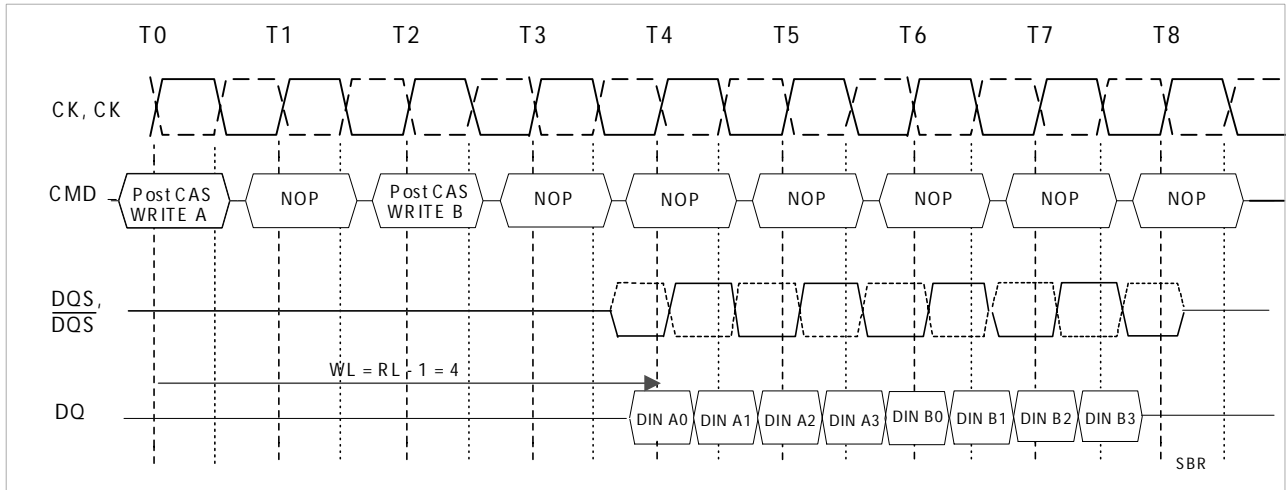 T0 T1 T2 T3 T4 T5 T6 T7 T8
CK, CK
CMD
Post CAS
WRITE A
NOP
Post CAS
WRITE B
NOP
NOP
NOP
NOP
NOP
NOP
DQS,
DQS
WL = RL - 1 = 4
DQ
DIN A0 DIN A1 DIN A2 DIN A3 DIN B0 DIN B1 DIN B2 DIN B3
SBR